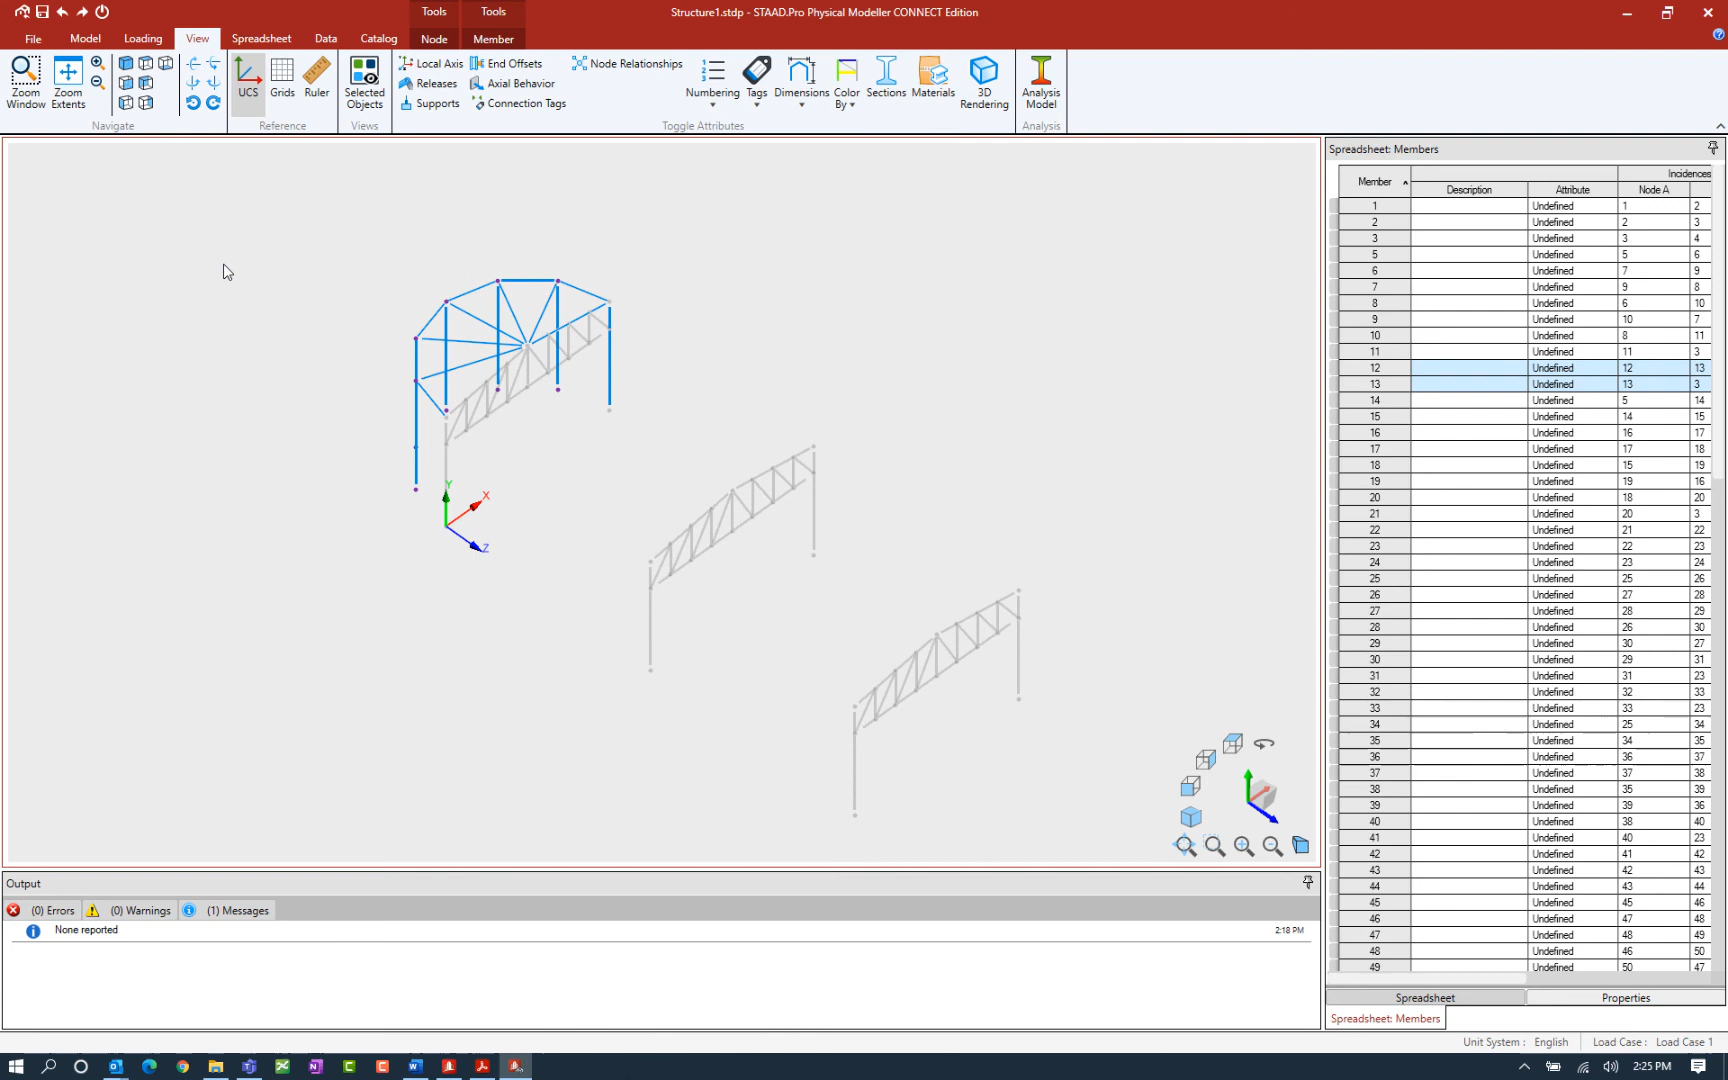 Tools Tools Structure1.stdp - STAAD.Pro Physical Modeller CONNECT Edition
File Model Loading View Spreadsheet Data Catalog Node Member
Zoom Window
Zoom Extents
Navigate
UCS Grids Ruler
Reference
Selected Objects
Views
Local Axis End Offsets Node Relationships
Releases Axial Behavior
Supports Connection Tags
Numbering Tags Dimensions Color By Sections Materials 3D Rendering
Toggle Attributes
Analysis Model
Analysis
Spreadsheet: Members
Member Incidences
Description Attribute Node A
1 Undefined 1 2
2 Undefined 2 3
3 Undefined 3 4
5 Undefined 5 6
6 Undefined 7 9
7 Undefined 9 8
8 Undefined 6 10
9 Undefined 10 7
10 Undefined 8 11
11 Undefined 11 3
12 Undefined 12 13
13 Undefined 13 3
14 Undefined 5 14
15 Undefined 14 15
16 Undefined 16 17
17 Undefined 17 18
18 Undefined 15 19
19 Undefined 19 16
20 Undefined 18 20
21 Undefined 20 3
22 Undefined 21 22
23 Undefined 22 23
24 Undefined 23 24
25 Undefined 25 26
26 Undefined 27 28
27 Undefined 28 29
28 Undefined 26 30
29 Undefined 30 27
30 Undefined 29 31
31 Undefined 31 23
32 Undefined 32 33
33 Undefined 33 23
34 Undefined 25 34
35 Undefined 34 35
36 Undefined 36 37
37 Undefined 37 38
38 Undefined 35 39
39 Undefined 39 36
40 Undefined 38 40
41 Undefined 40 23
42 Undefined 41 42
43 Undefined 42 43
44 Undefined 43 44
45 Undefined 45 46
46 Undefined 47 48
47 Undefined 48 49
48 Undefined 46 50
49 Undefined 50 47
Y
X
Z
Output
(0) Errors (0) Warnings (1) Messages
None reported 2:18 PM
Spreadsheet Properties
Spreadsheet: Members
Unit System : English Load Case : Load Case 1
2:25 PM